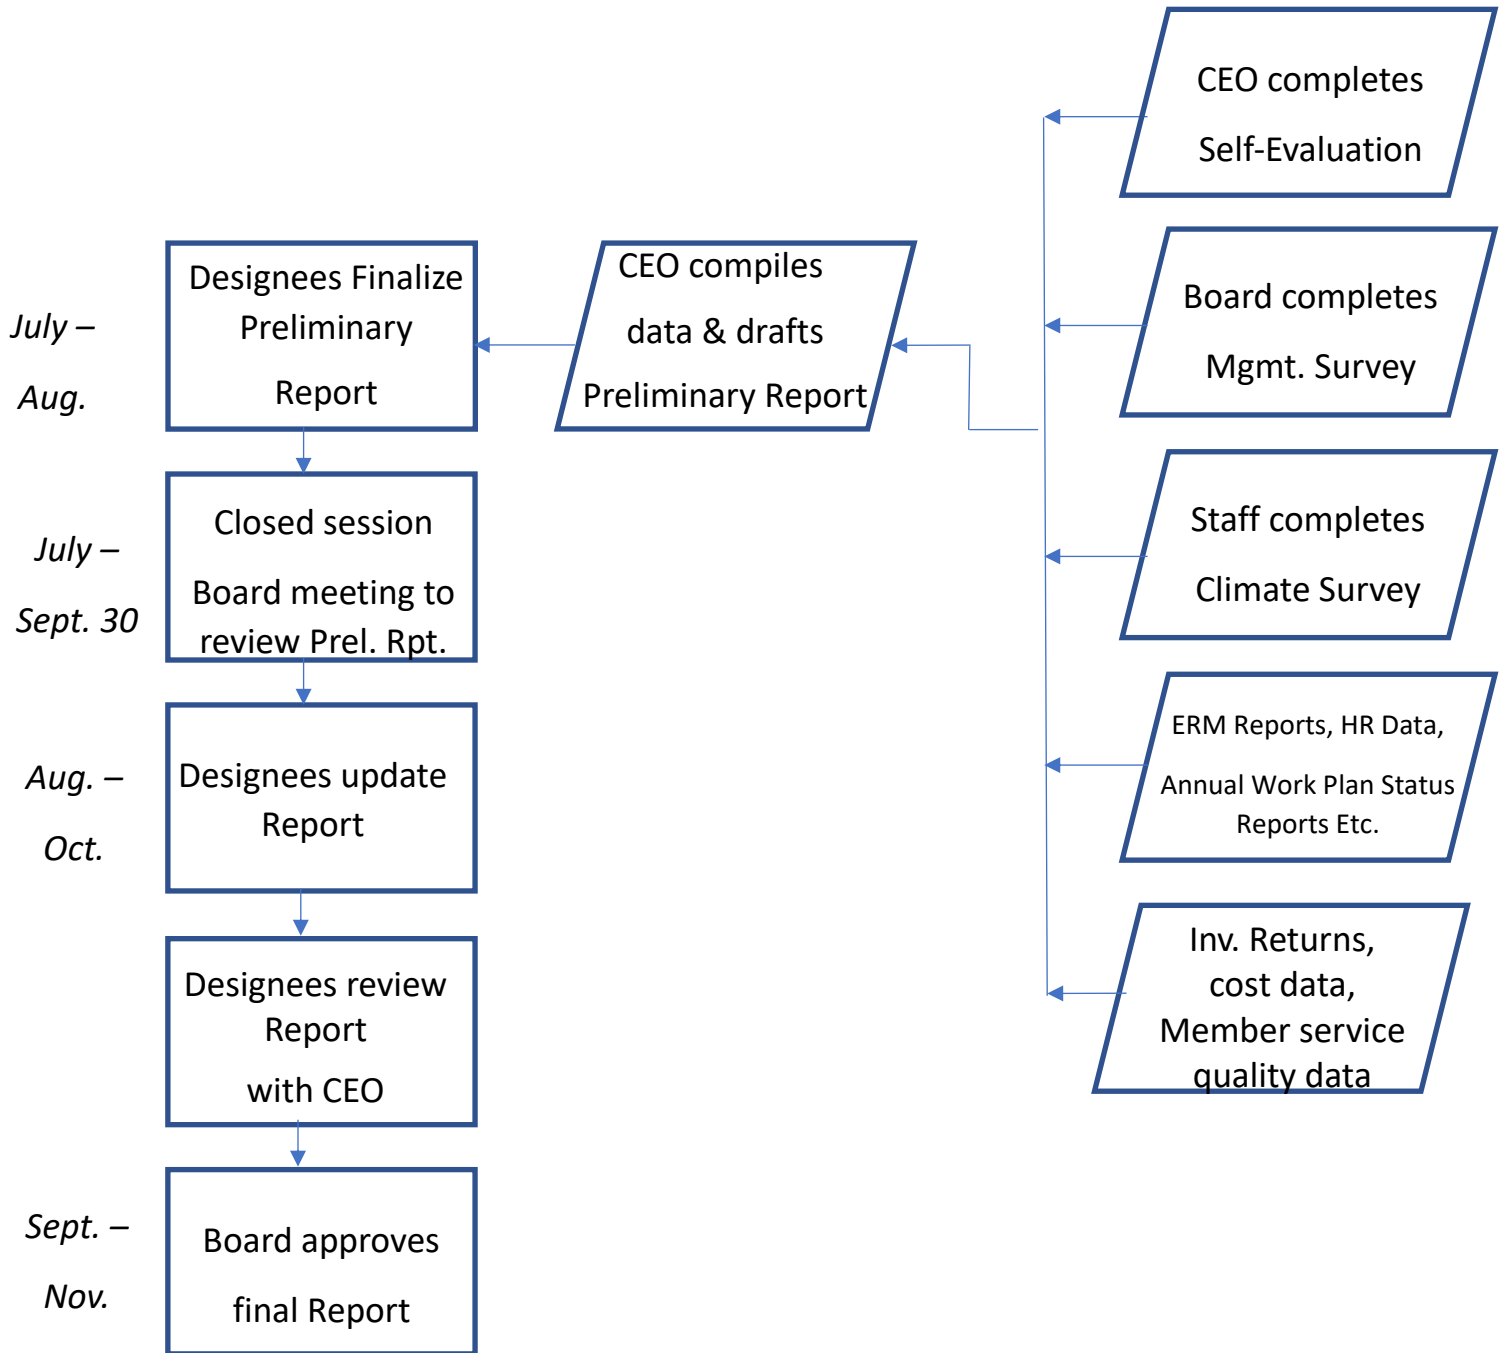 CEO completes
Self-Evaluation
Board completes
Mgmt. Survey
Staff completes
Climate Survey
ERM Reports, HR Data,
Annual Work Plan Status
Reports Etc.
Inv. Returns,
cost data,
Member service
quality data
CEO compiles
data & drafts
Preliminary Report
July –
Aug.
Designees Finalize
Preliminary
Report
July –
Sept. 30
Closed session
Board meeting to
review Prel. Rpt.
Aug. –
Oct.
Designees update
Report
Designees review
Report
with CEO
Sept. –
Nov.
Board approves
final Report